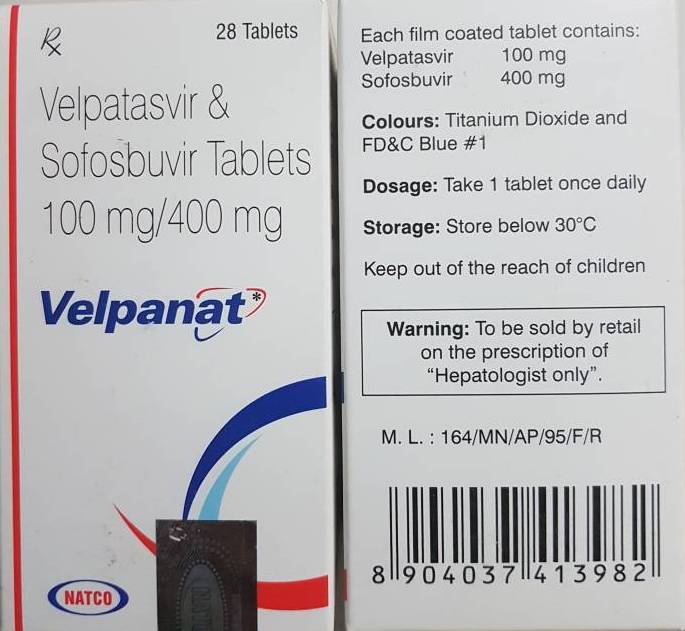 Rx
28 Tablets
Velpatasvir &
Sofosbuvir Tablets
100 mg/400 mg
Velpanat*
NATCO
Each film coated tablet contains:
Velpatasvir 100 mg
Sofosbuvir 400 mg
Colours: Titanium Dioxide and
FD&C Blue #1
Dosage: Take 1 tablet once daily
Storage: Store below 30°C
Keep out of the reach of children
Warning: To be sold by retail
on the prescription of
“Hepatologist only”.
M. L. : 164/MN/AP/95/F/R
8 904037 413982